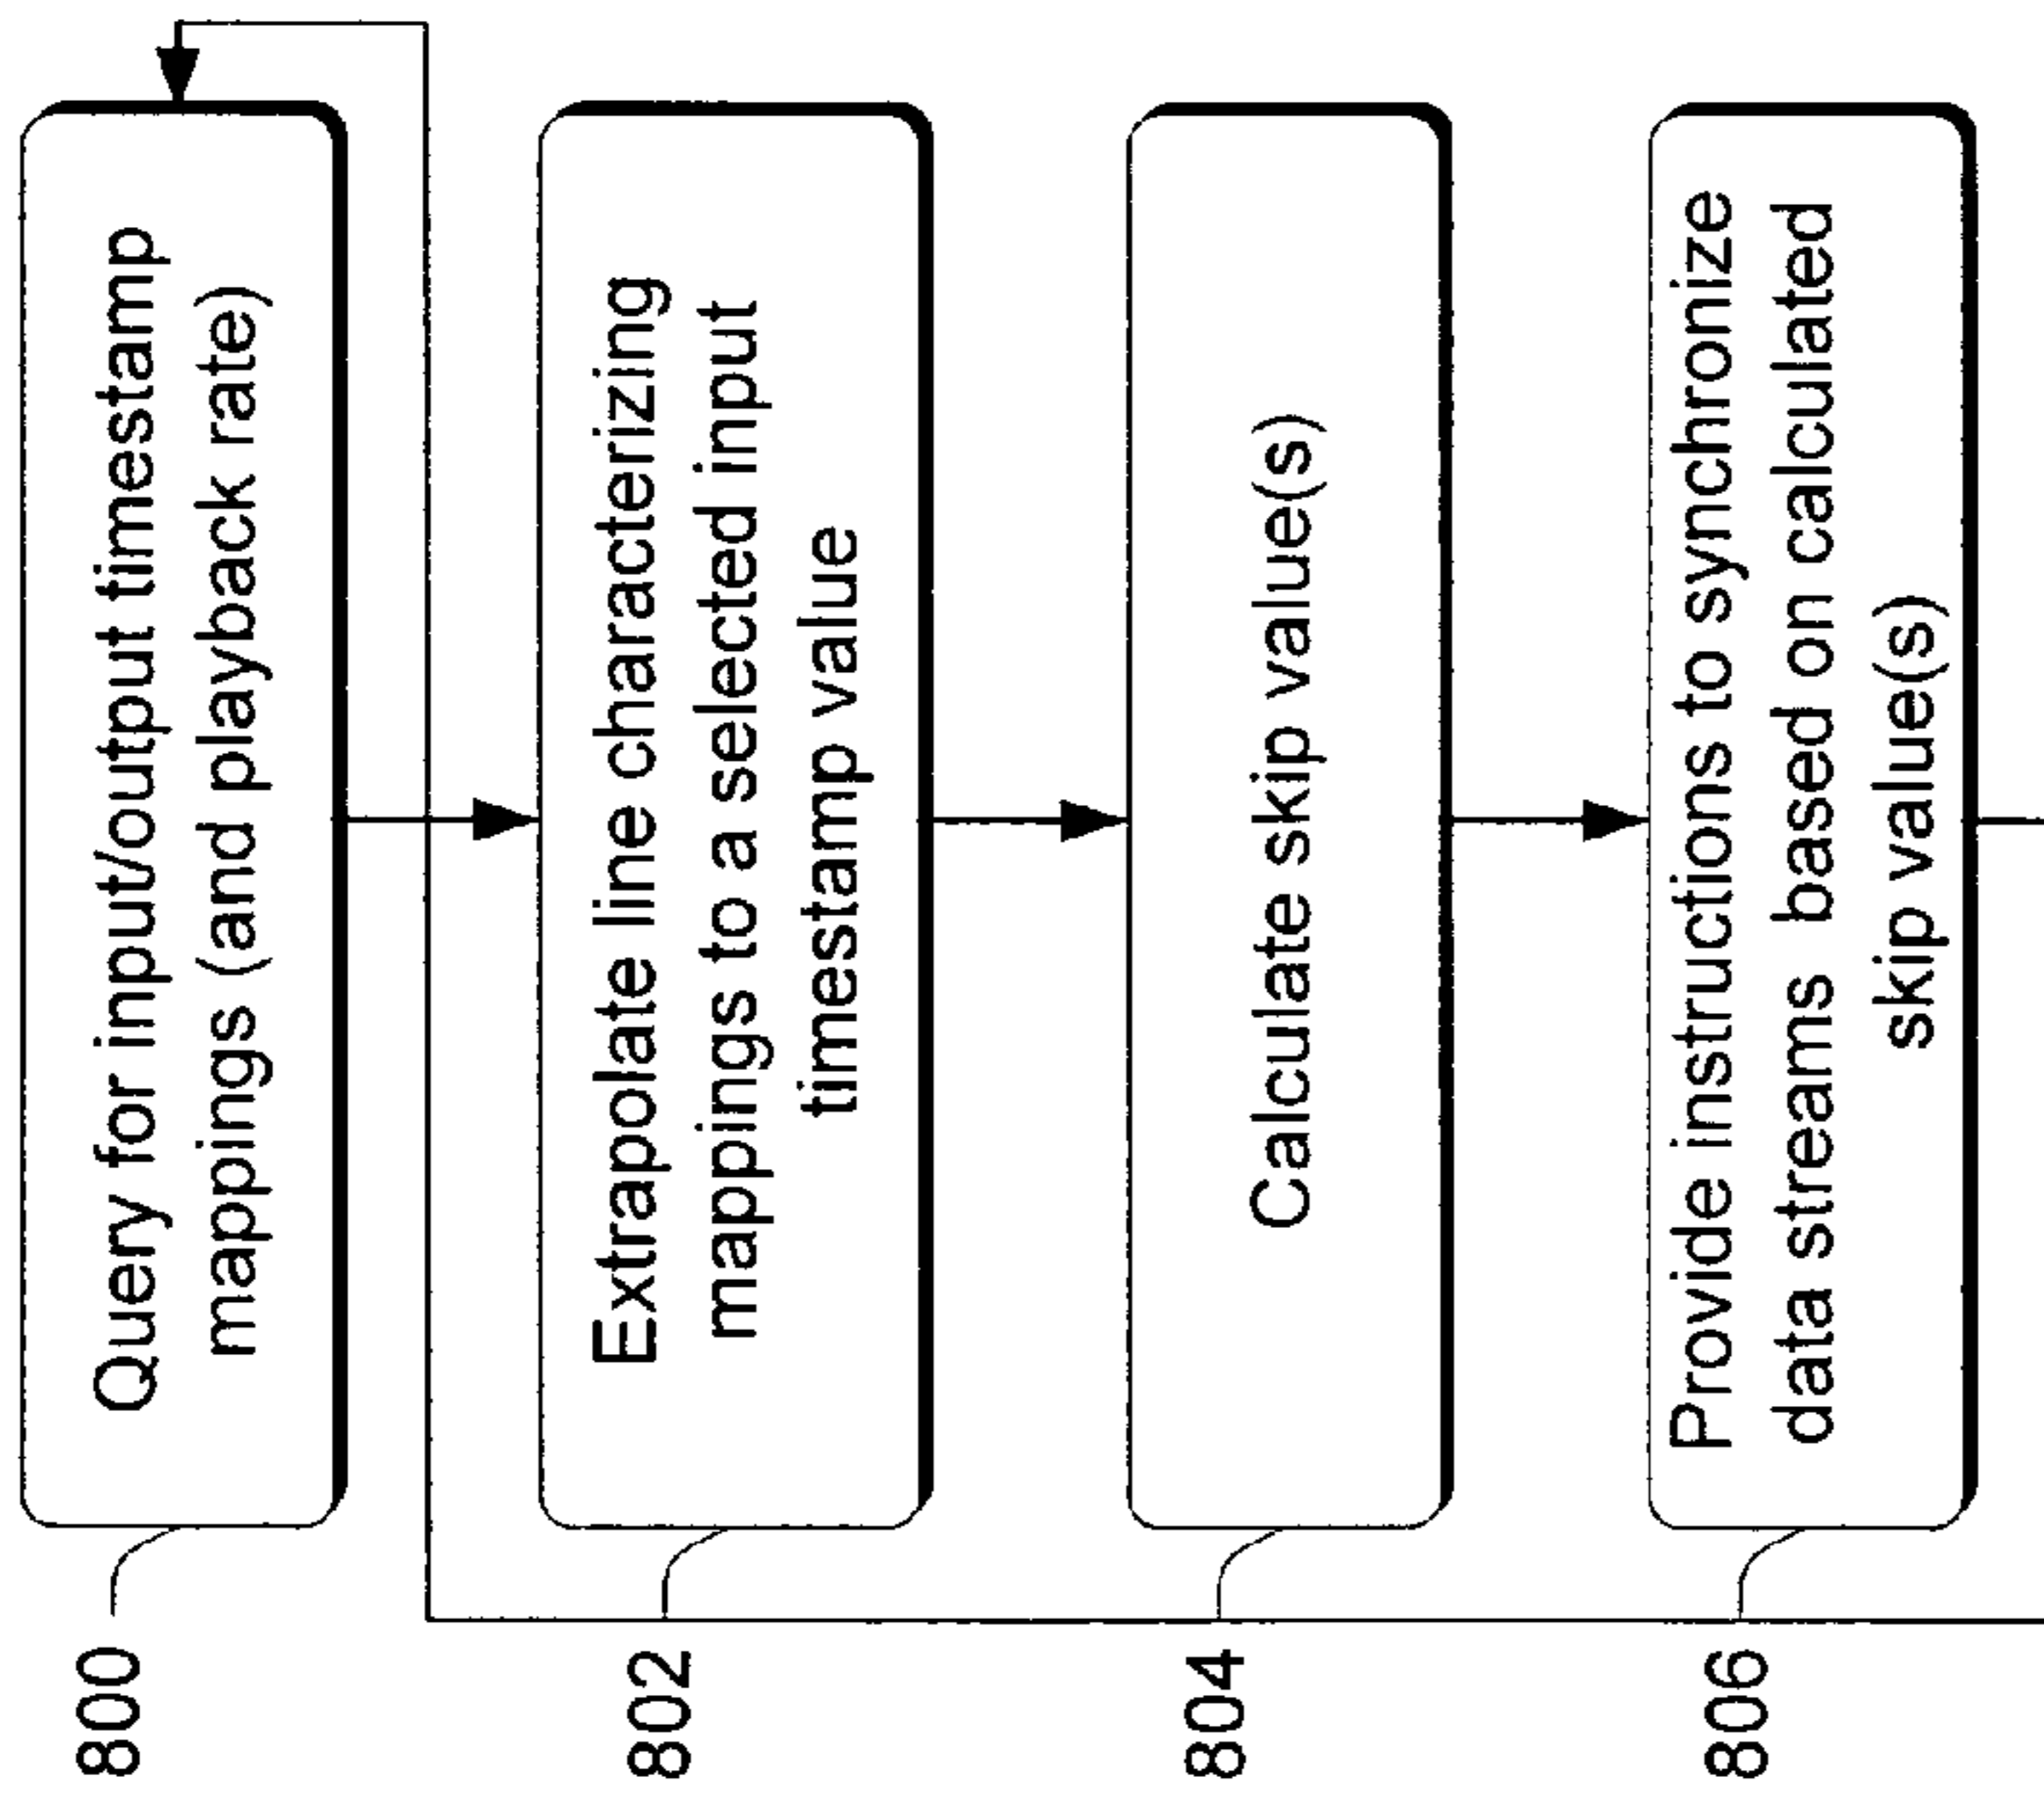 800
Query for input/output timestamp
mappings (and playback rate)
802
Extrapolate line characterizing
mappings to a selected input
timestamp value
804
Calculate skip value(s)
806
Provide instructions to synchronize
data streams based on calculated
skip value(s)